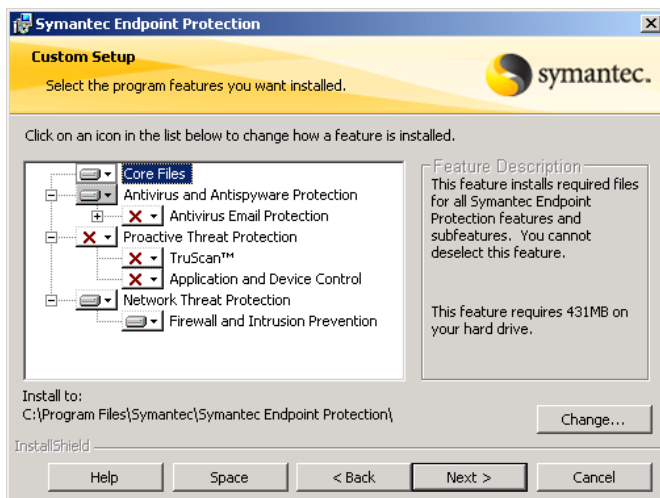 Symantec Endpoint Protection
Custom Setup
Select the program features you want installed.
symantec.
Click on an icon in the list below to change how a feature is installed.
Core Files
Antivirus and Antispyware Protection
Antivirus Email Protection
Proactive Threat Protection
TruScan™
Application and Device Control
Network Threat Protection
Firewall and Intrusion Prevention
Feature Description
This feature installs required files
for all Symantec Endpoint
Protection features and
subfeatures. You cannot
deselect this feature.
This feature requires 431MB on
your hard drive.
Install to:
C:\Program Files\Symantec\Symantec Endpoint Protection\
Change...
InstallShield
Help
Space
< Back
Next >
Cancel